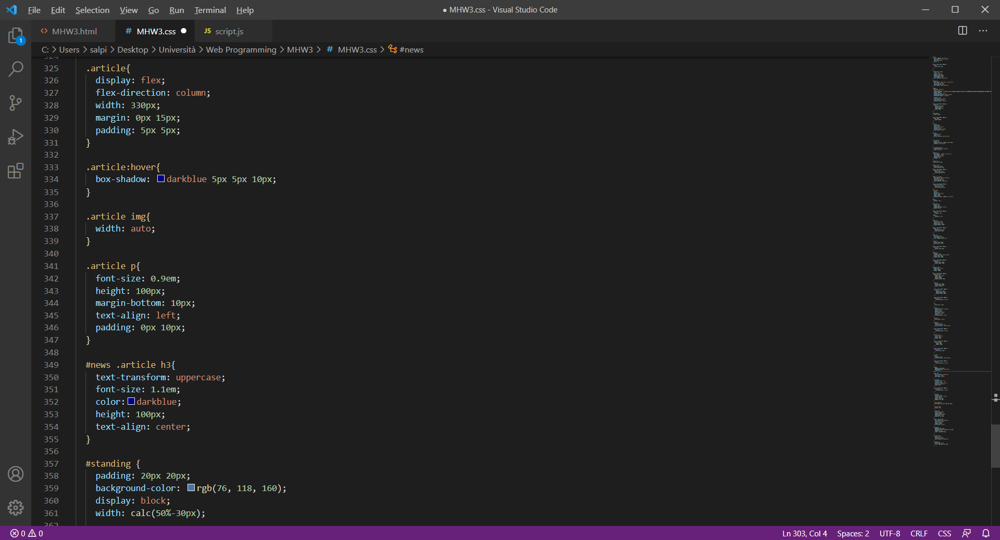 File Edit Selection View Go Run Terminal Help
● MHW3.css - Visual Studio Code
<> MHW3.html
# MHW3.css ●
JS script.js
1
C: > Users > salpi > Desktop > Università > Web Programming > MHW3 > # MHW3.css > #news
324
325 .article{
326 display: flex;
327 flex-direction: column;
328 width: 330px;
329 margin: 0px 15px;
330 padding: 5px 5px;
331 }
332
333 .article:hover{
334 box-shadow: darkblue 5px 5px 10px;
335 }
336
337 .article img{
338 width: auto;
339 }
340
341 .article p{
342 font-size: 0.9em;
343 height: 100px;
344 margin-bottom: 10px;
345 text-align: left;
346 padding: 0px 10px;
347 }
348
349 #news .article h3{
350 text-transform: uppercase;
351 font-size: 1.1em;
352 color: darkblue;
353 height: 100px;
354 text-align: center;
355 }
356
357 #standing {
358 padding: 20px 20px;
359 background-color: rgb(76, 118, 160);
360 display: block;
361 width: calc(50%-30px);
362
0 0
Ln 303, Col 4 Spaces: 2 UTF-8 CRLF CSS